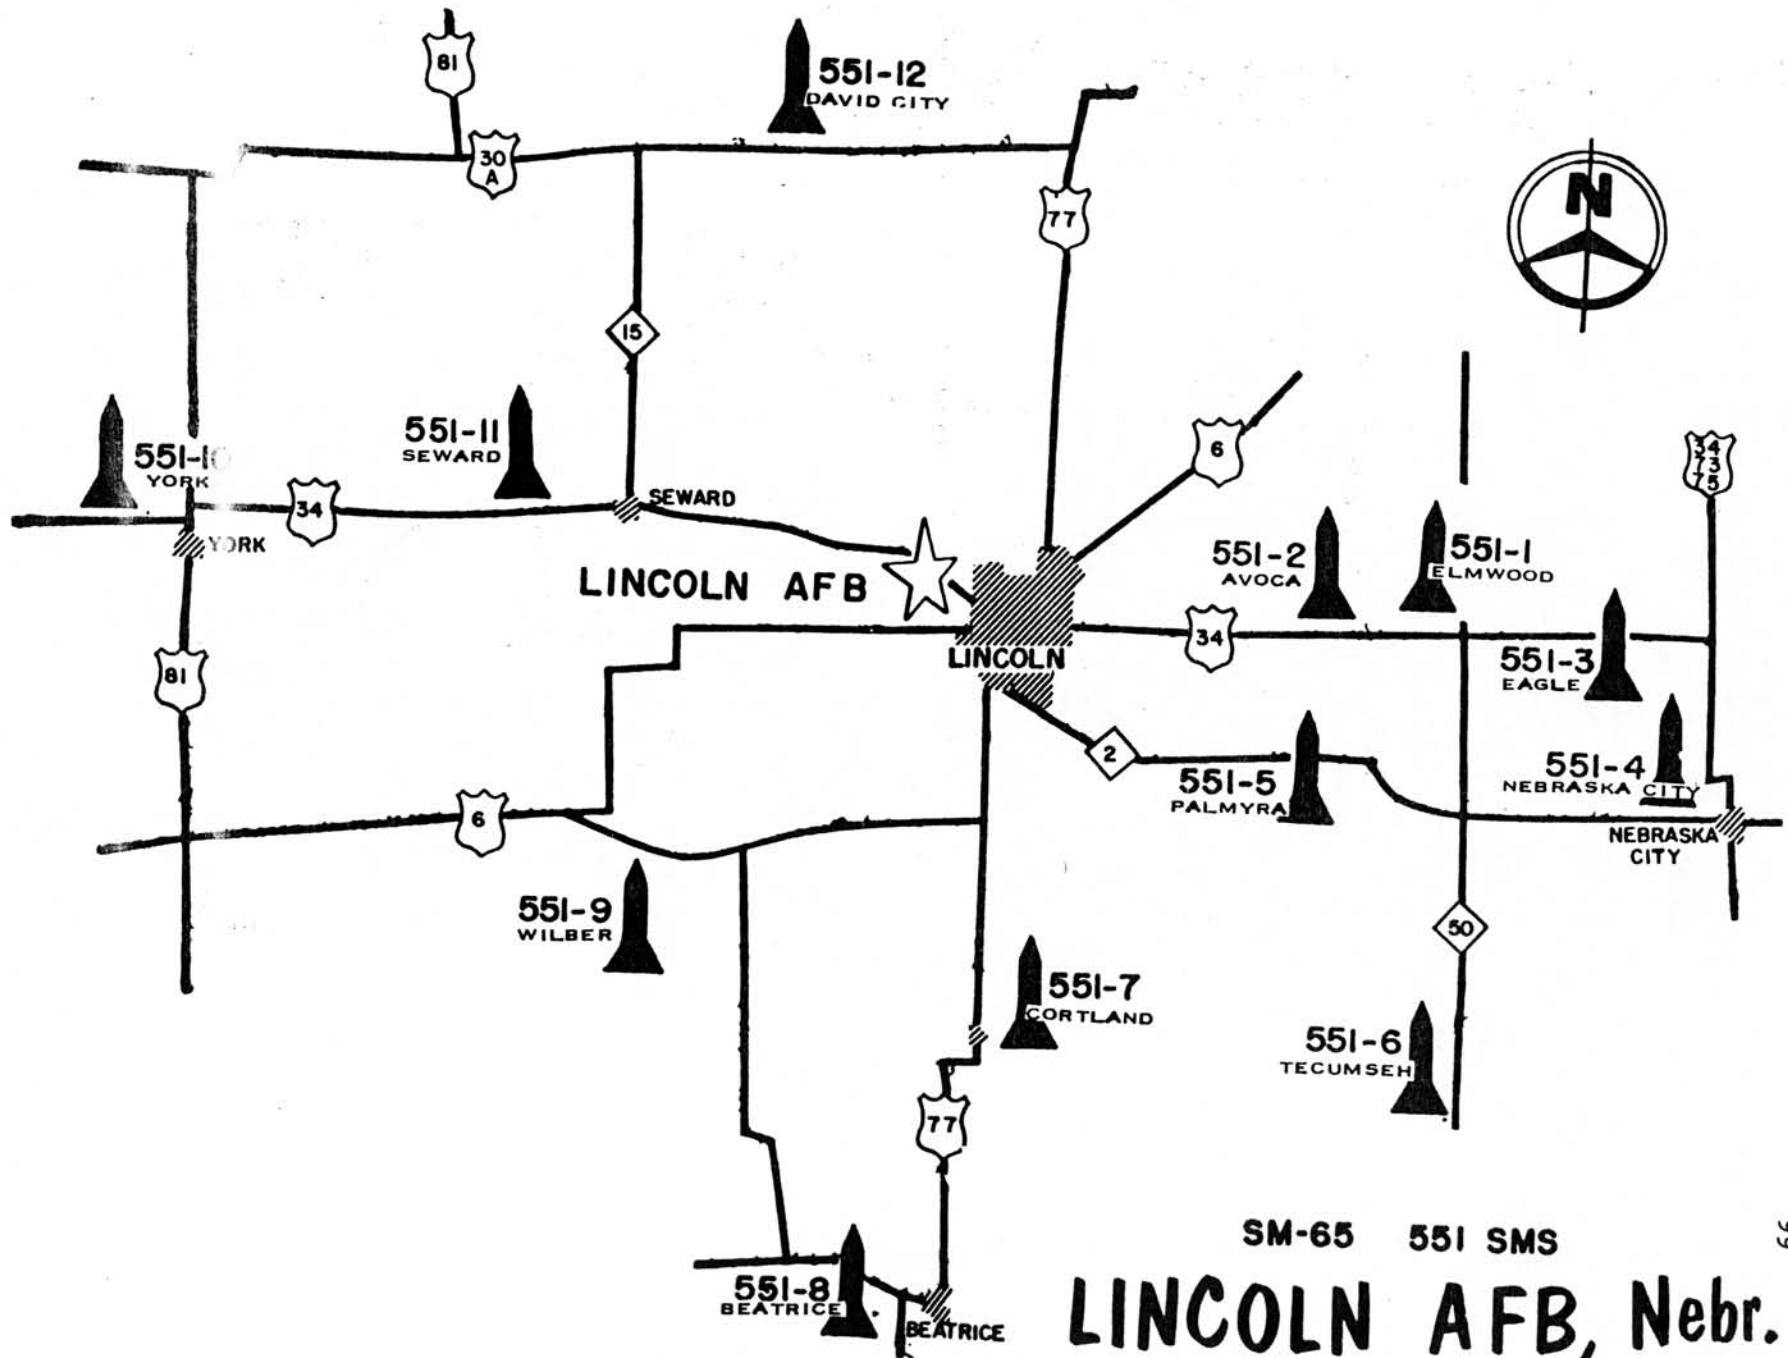 81
551-12
DAVID CITY
30
A
77
N
15
6
551-11
SEWARD
551-10
YORK
34
SEWARD
YORK
34
73
75
551-2
AVOCA
551-1
ELMWOOD
LINCOLN AFB
34
LINCOLN
551-3
EAGLE
81
2
551-5
PALMYRA
551-4
NEBRASKA CITY
NEBRASKA
CITY
6
551-9
WILBER
50
551-7
CORTLAND
551-6
TECUMSEH
77
551-8
BEATRICE
BEATRICE
SM-65 551 SMS
LINCOLN AFB, Nebr.